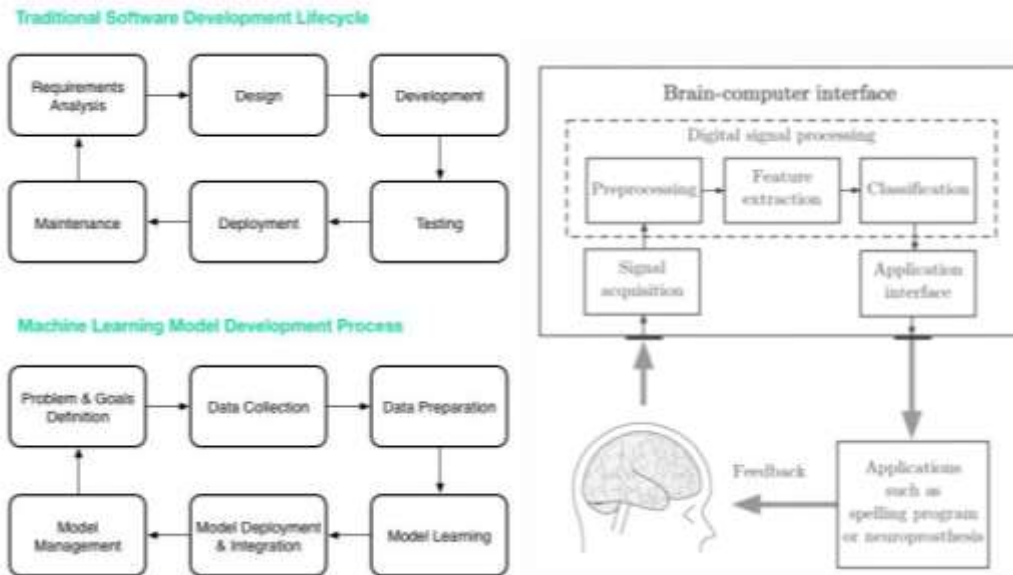 Traditional Software Development Lifecycle
Requirements
Analysis
Design
Development
Maintenance
Deployment
Testing
Machine Learning Model Development Process
Problem & Goals
Definition
Data Collection
Data Preparation
Model
Management
Model Deployment
& Integration
Model Learning
Brain-computer interface
Digital signal processing
Preprocessing
Feature
extraction
Classification
Signal
acquisition
Application
interface
Feedback
Applications
such as
spelling program
or neuroprosthesis